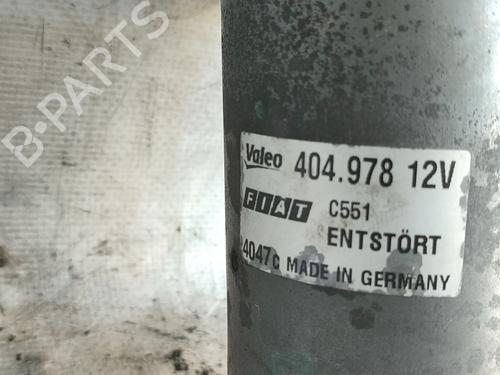 B-PARTS
Valeo 404.978 12V
FIAT C551
ENTSTÖRT
4047c MADE IN GERMANY